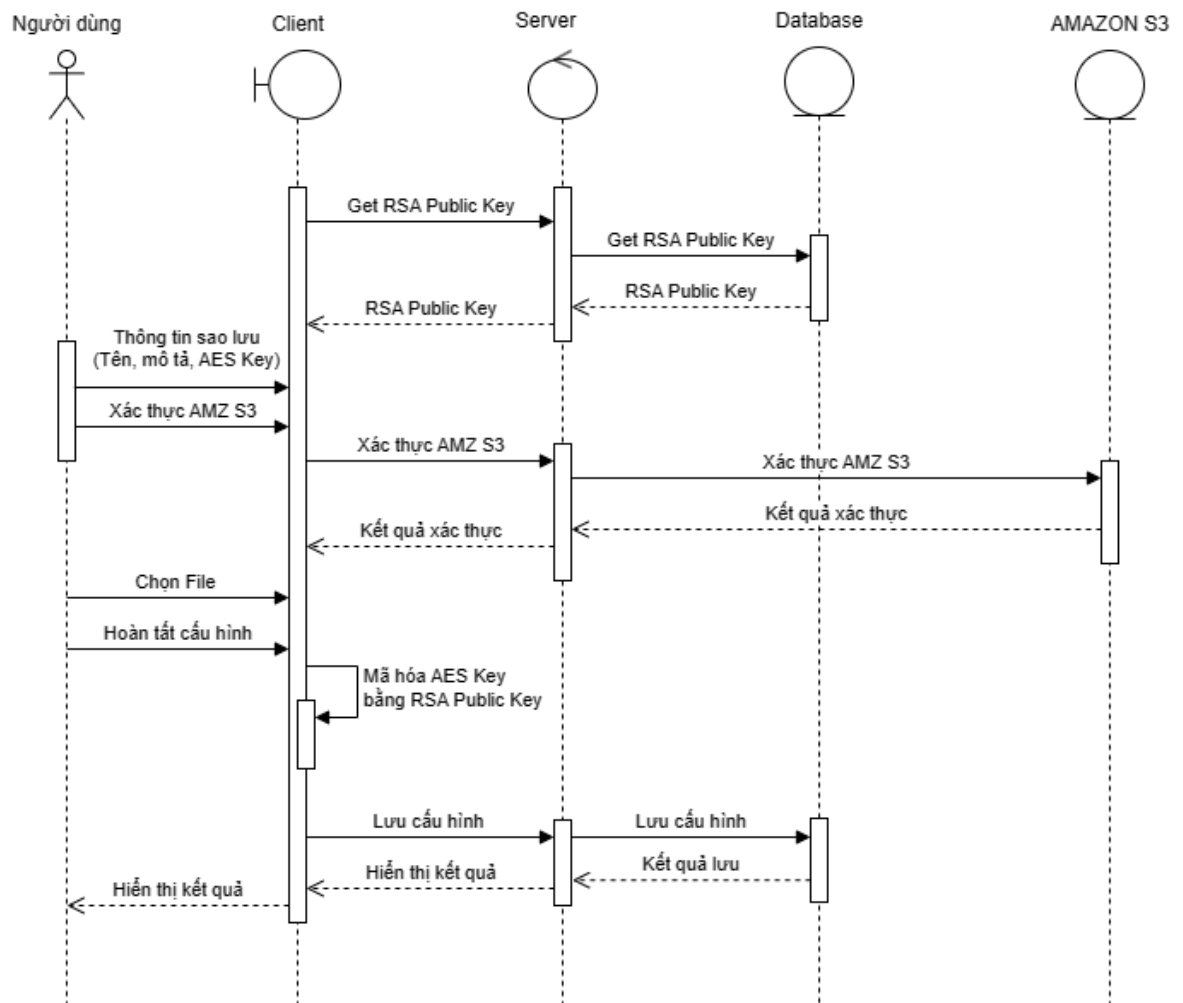 Người dùng
Client
Server
Database
AMAZON S3
Get RSA Public Key
Get RSA Public Key
RSA Public Key
RSA Public Key
Thông tin sao lưu
(Tên, mô tả, AES Key)
Xác thực AMZ S3
Xác thực AMZ S3
Xác thực AMZ S3
Kết quả xác thực
Kết quả xác thực
Chọn File
Hoàn tất cấu hình
Mã hóa AES Key
bằng RSA Public Key
Lưu cấu hình
Lưu cấu hình
Kết quả lưu
Hiển thị kết quả
Hiển thị kết quả